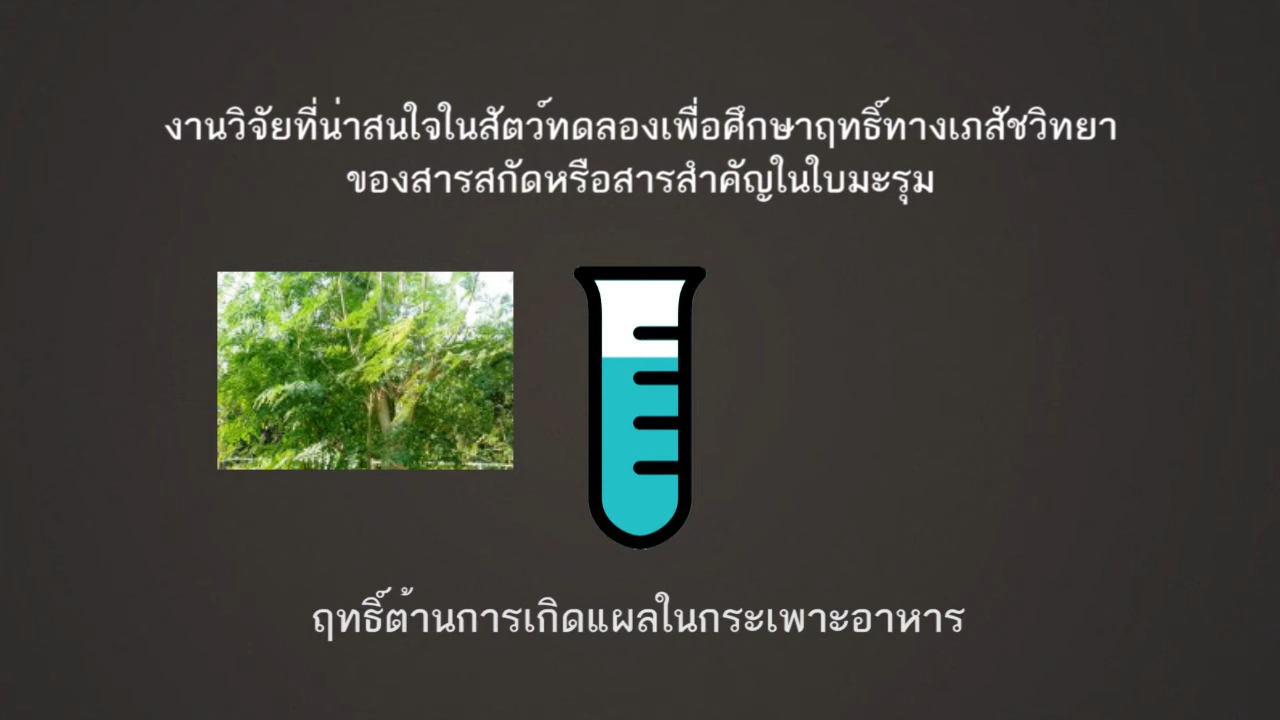 งานวิจัยที่น่าสนใจในสัตว์ทดลองเพื่อศึกษาฤทธิ์ทางเภสัชวิทยา
ของสารสกัดหรือสารสำคัญในใบมะรุม
ฤทธิ์ต้านการเกิดแผลในกระเพาะอาหาร